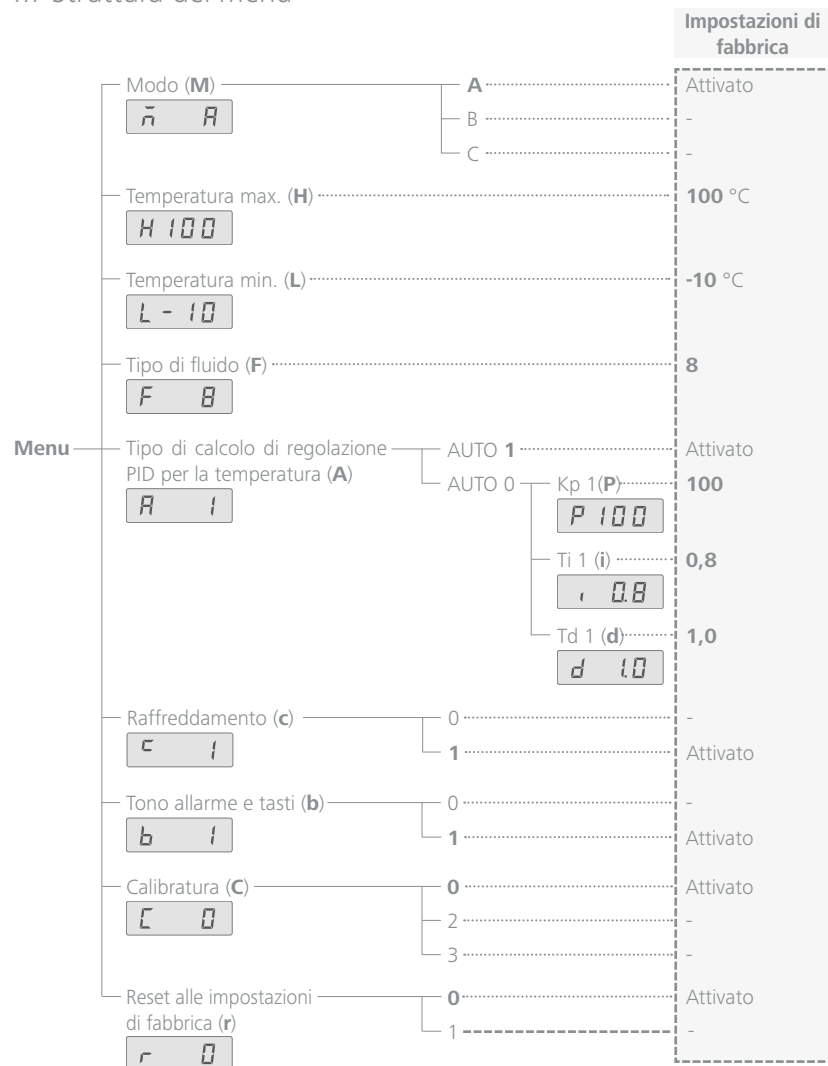 Impostazioni di
fabbrica
Modo (M)
A
Attivato
B
-
C
-
Temperatura max. (H)
100 °C
H 100
Temperatura min. (L)
-10 °C
L - 10
Tipo di fluido (F)
8
F 8
Menu
Tipo di calcolo di regolazione
PID per la temperatura (A)
A 1
AUTO 1
Attivato
AUTO 0
Kp 1(P)
100
P 100
Ti 1 (i)
0,8
i 0.8
Td 1 (d)
1,0
d 1.0
Raffreddamento (c)
0
-
c 1
1
Attivato
Tono allarme e tasti (b)
0
-
b 1
1
Attivato
Calibratura (C)
0
Attivato
C 0
2
-
3
-
Reset alle impostazioni
di fabbrica (r)
0
Attivato
1
-
r 0